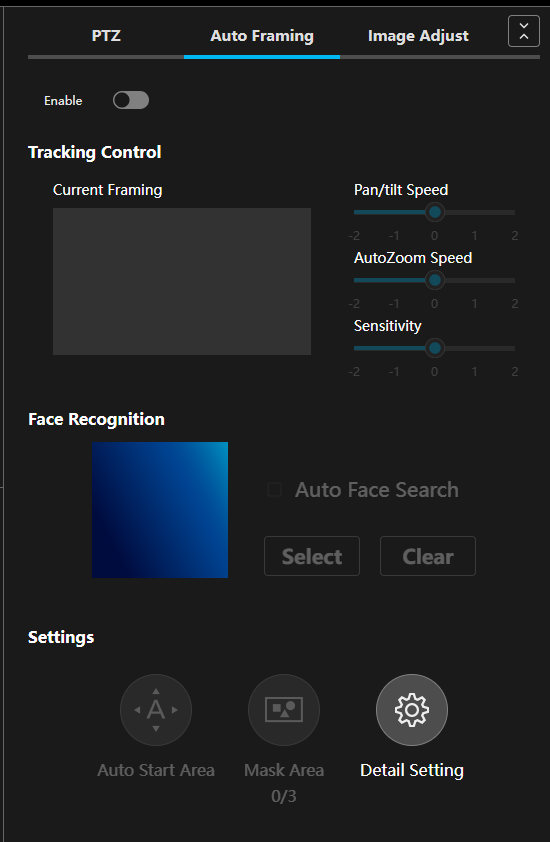 PTZ Auto Framing Image Adjust
Enable
Tracking Control
Current Framing
Pan/tilt Speed
-2 -1 0 1 2
AutoZoom Speed
-2 -1 0 1 2
Sensitivity
-2 -1 0 1 2
Face Recognition
Auto Face Search
Select Clear
Settings
A
Auto Start Area Mask Area Detail Setting
0/3